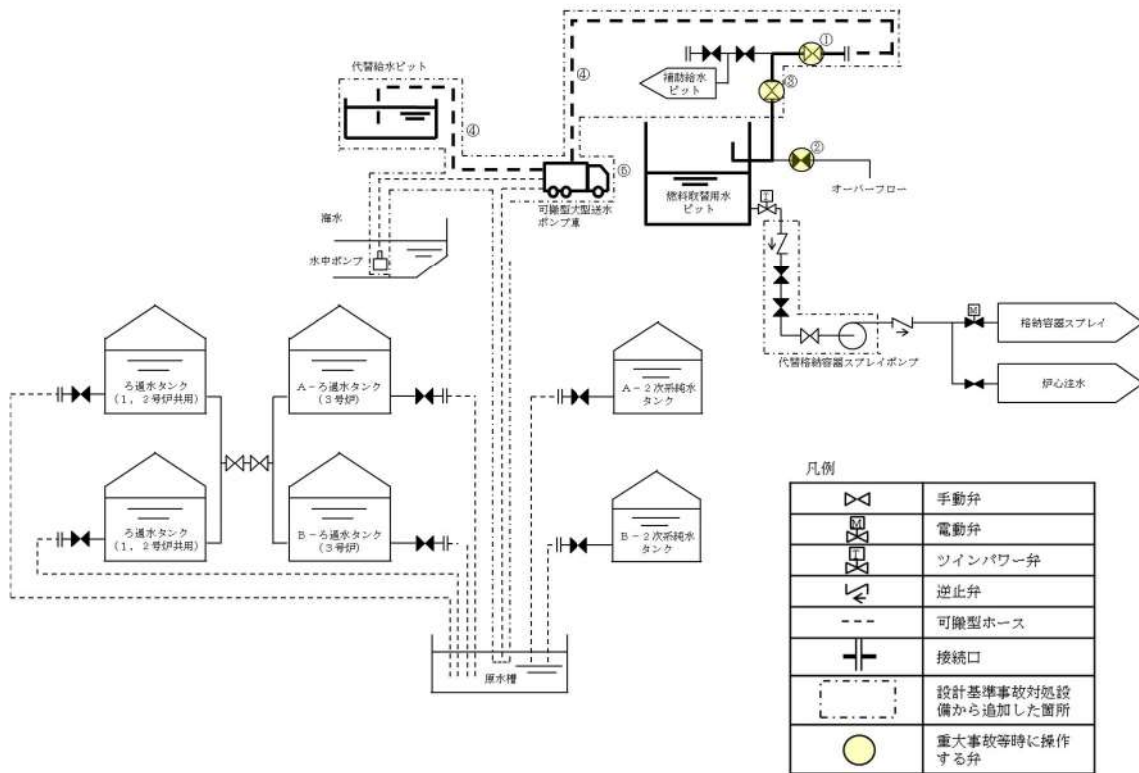 代替給水ピット
④
④
①
③
②
⑤
補助給水
ピット
オーバーフロー
燃料取替用水
ピット
可搬型大型送水
ポンプ車
T
海水
水中ポンプ
代替格納容器スプレイポンプ
M
格納容器スプレイ
炉心注水
ろ過水タンク
(1,2号炉共用)
A-ろ過水タンク
(3号炉)
A-2次系純水
タンク
ろ過水タンク
(1,2号炉共用)
B-ろ過水タンク
(3号炉)
B-2次系純水
タンク
原水槽
凡例
手動弁
M
電動弁
T
ツインパワー弁
逆止弁
可搬型ホース
接続口
設計基準事故対処設
備から追加した箇所
重大事故等時に操作
する弁